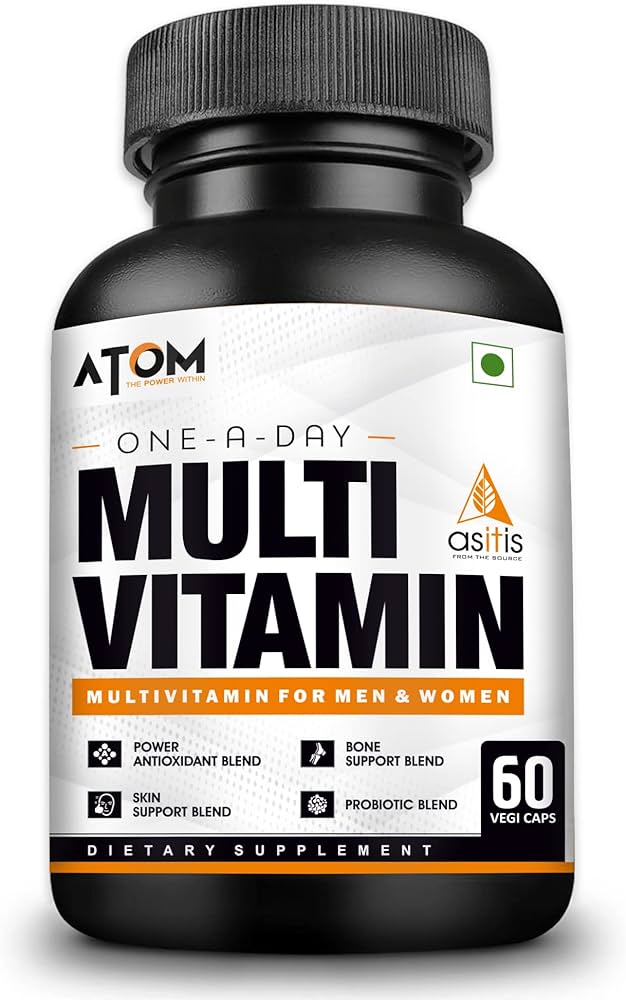 ATOM
THE POWER WITHIN
ONE-A-DAY
MULTI
VITAMIN
asitis
FROM THE SOURCE
MULTIVITAMIN FOR MEN & WOMEN
POWER
ANTIOXIDANT BLEND
BONE
SUPPORT BLEND
SKIN
SUPPORT BLEND
PROBIOTIC BLEND
60
VEGI CAPS
DIETARY SUPPLEMENT